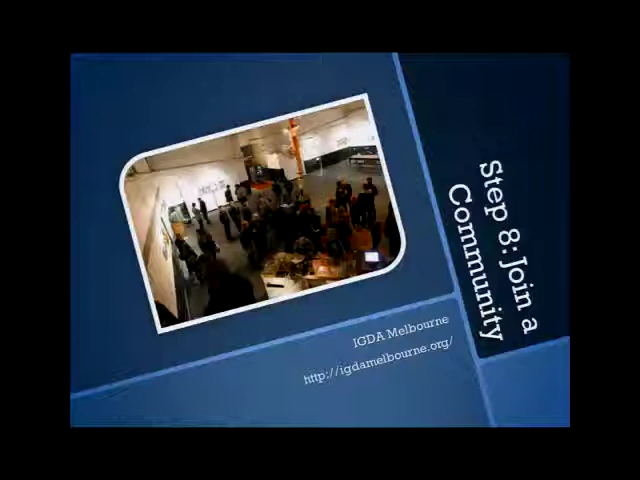 Step 8: Join a
Community
IGDA Melbourne
http://igdamelbourne.org/